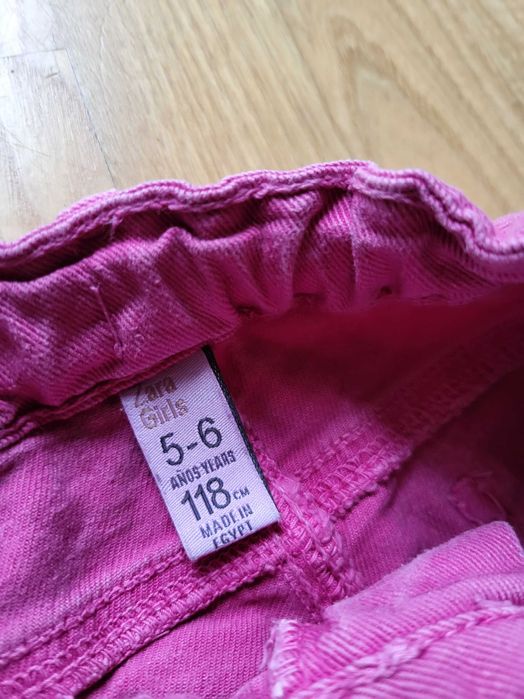 Zara
Girls
5-6
AÑOS·YEARS
118 CM
MADE IN
EGYPT